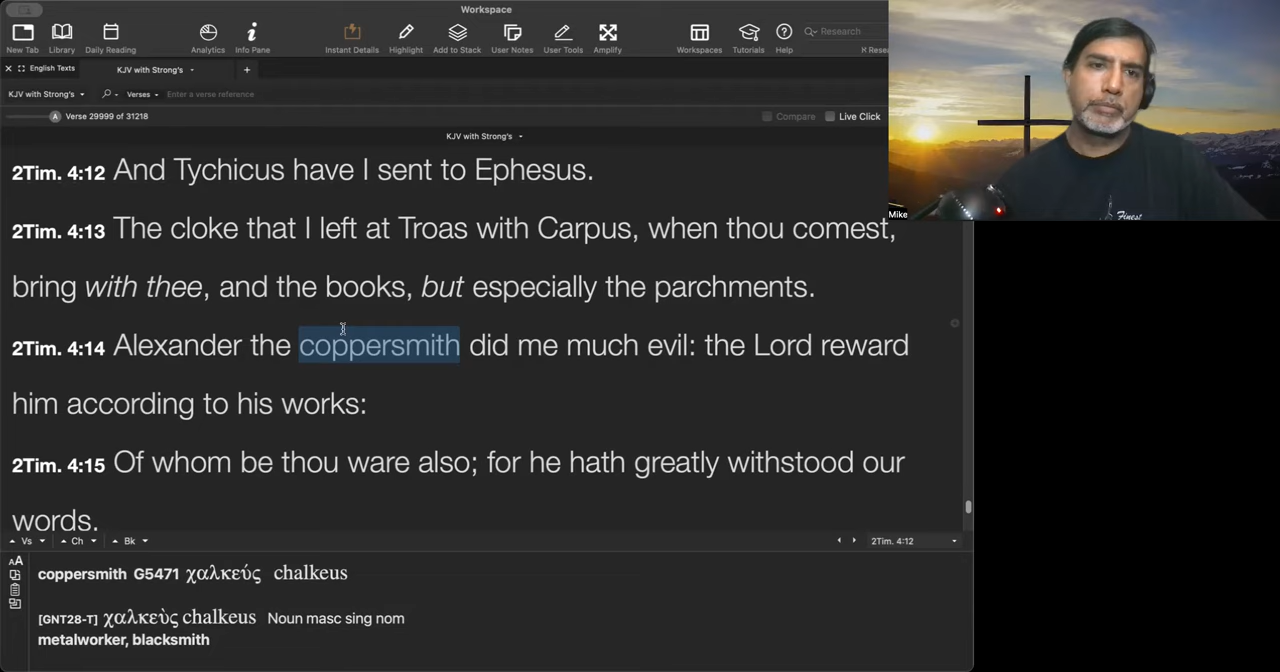 Workspace
New Tab Library Daily Reading Analytics Info Pane Instant Details Highlight Add to Stack User Notes User Tools Amplify Workspaces Tutorials Help Research
English Texts KJV with Strong's +
KJV with Strong's Verses Enter a verse reference
A Verse 29999 of 31218 Compare Live Click
KJV with Strong's
2Tim. 4:12 And Tychicus have I sent to Ephesus.
2Tim. 4:13 The cloke that I left at Troas with Carpus, when thou comest,
bring with thee, and the books, but especially the parchments.
2Tim. 4:14 Alexander the coppersmith did me much evil: the Lord reward
him according to his works:
2Tim. 4:15 Of whom be thou ware also; for he hath greatly withstood our
words.
Vs Ch Bk 2Tim. 4:12
AA coppersmith G5471 χαλκεύς chalkeus
[GNT28-T] χαλκεὺς chalkeus Noun masc sing nom
metalworker, blacksmith
Mike
Finest